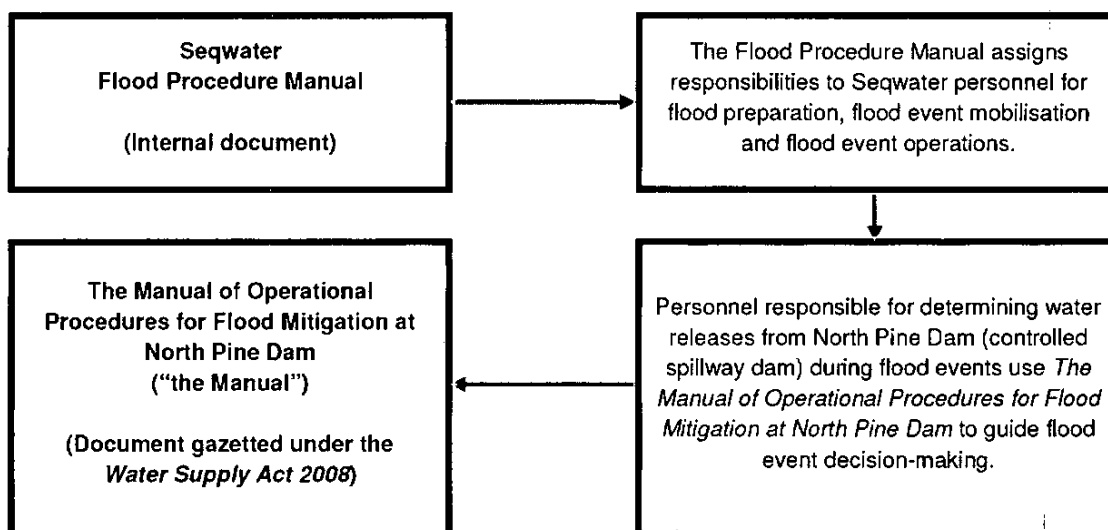 Seqwater
Flood Procedure Manual
(Internal document)
The Flood Procedure Manual assigns
responsibilities to Seqwater personnel for
flood preparation, flood event mobilisation
and flood event operations.
Personnel responsible for determining water
releases from North Pine Dam (controlled
spillway dam) during flood events use The
Manual of Operational Procedures for Flood
Mitigation at North Pine Dam to guide flood
event decision-making.
The Manual of Operational
Procedures for Flood Mitigation at
North Pine Dam
(“the Manual”)
(Document gazetted under the
Water Supply Act 2008)